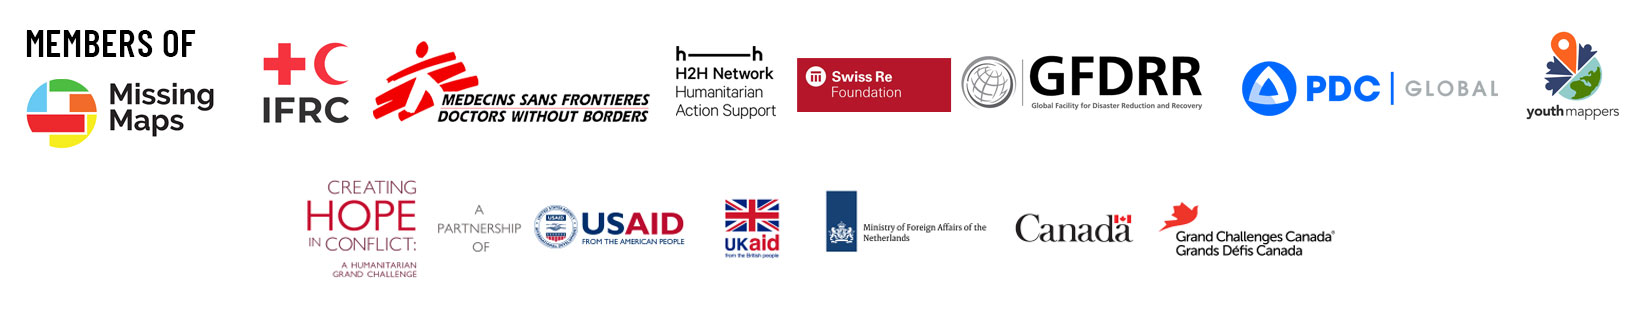 MEMBERS OF
Missing
Maps
IFRC
MEDECINS SANS FRONTIERES
DOCTORS WITHOUT BORDERS
h h
H2H Network
Humanitarian
Action Support
Swiss Re
Foundation
GFDRR
Global Facility for Disaster Reduction and Recovery
PDC | GLOBAL
youthmappers
CREATING
HOPE
IN CONFLICT:
A HUMANITARIAN
GRAND CHALLENGE
A
PARTNERSHIP
OF
USAID
USAID
FROM THE AMERICAN PEOPLE
UKaid
from the British people
Ministry of Foreign Affairs of the
Netherlands
Canada
Grand Challenges Canada®
Grands Défis Canada